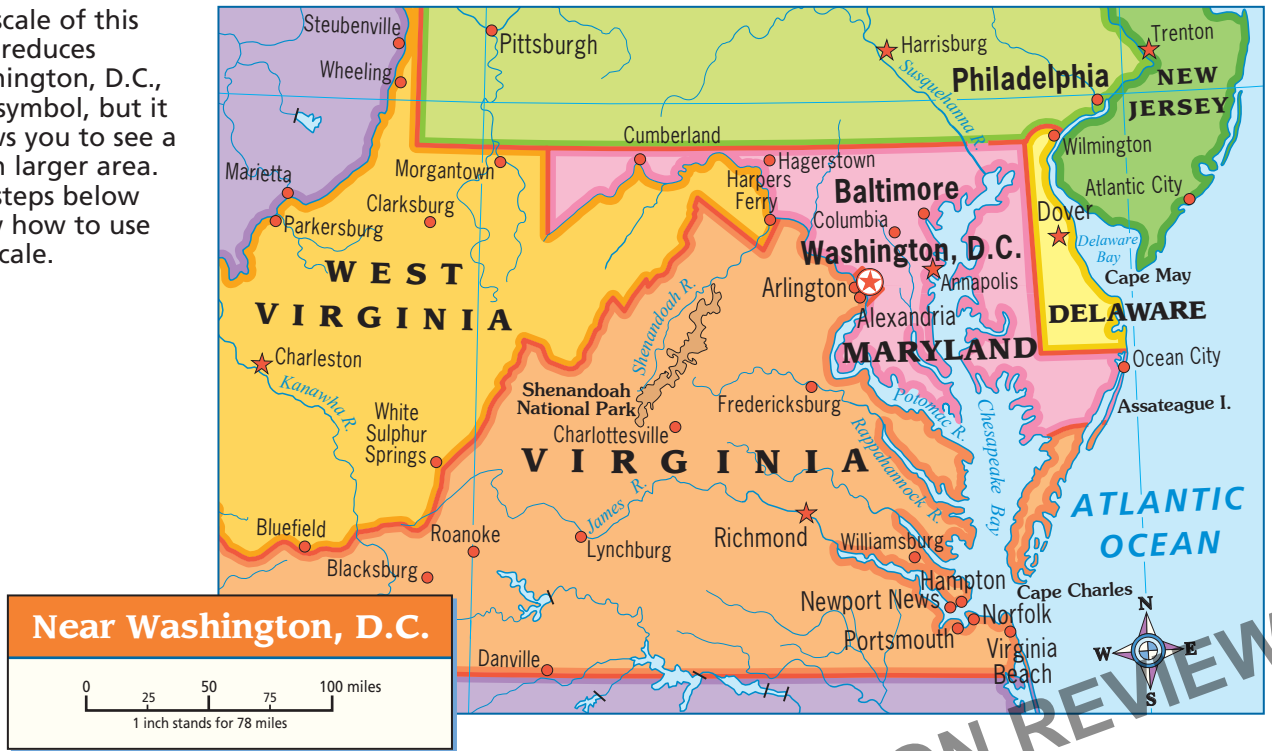 scale of this
reduces
hington, D.C.,
symbol, but it
ws you to see a
h larger area.
steps below
w how to use
scale.
Steubenville
Pittsburgh
Harrisburg
Trenton
Wheeling
Susquehanna R.
Philadelphia
NEW
JERSEY
Cumberland
Wilmington
Marietta
Morgantown
Hagerstown
Harpers
Ferry
Baltimore
Atlantic City
Clarksburg
Columbia
Dover
Parkersburg
Delaware
Bay
WEST
VIRGINIA
Washington, D.C.
Cape May
Arlington
Annapolis
Shenandoah R.
Alexandria
DELAWARE
MARYLAND
Charleston
Ocean City
Kanawha R.
Shenandoah
National Park
Fredericksburg
Potomac R.
Assateague I.
White
Sulphur
Springs
Charlottesville
Rappahannock R.
Chesapeake Bay
VIRGINIA
ATLANTIC
OCEAN
James R.
Bluefield
Roanoke
Lynchburg
Richmond
Williamsburg
Blacksburg
Hampton
Cape Charles
Newport News
Norfolk
Portsmouth
Virginia
Beach
Danville
N
W
E
S
Near Washington, D.C.
0 25 50 75 100 miles
1 inch stands for 78 miles
ON REVIEW